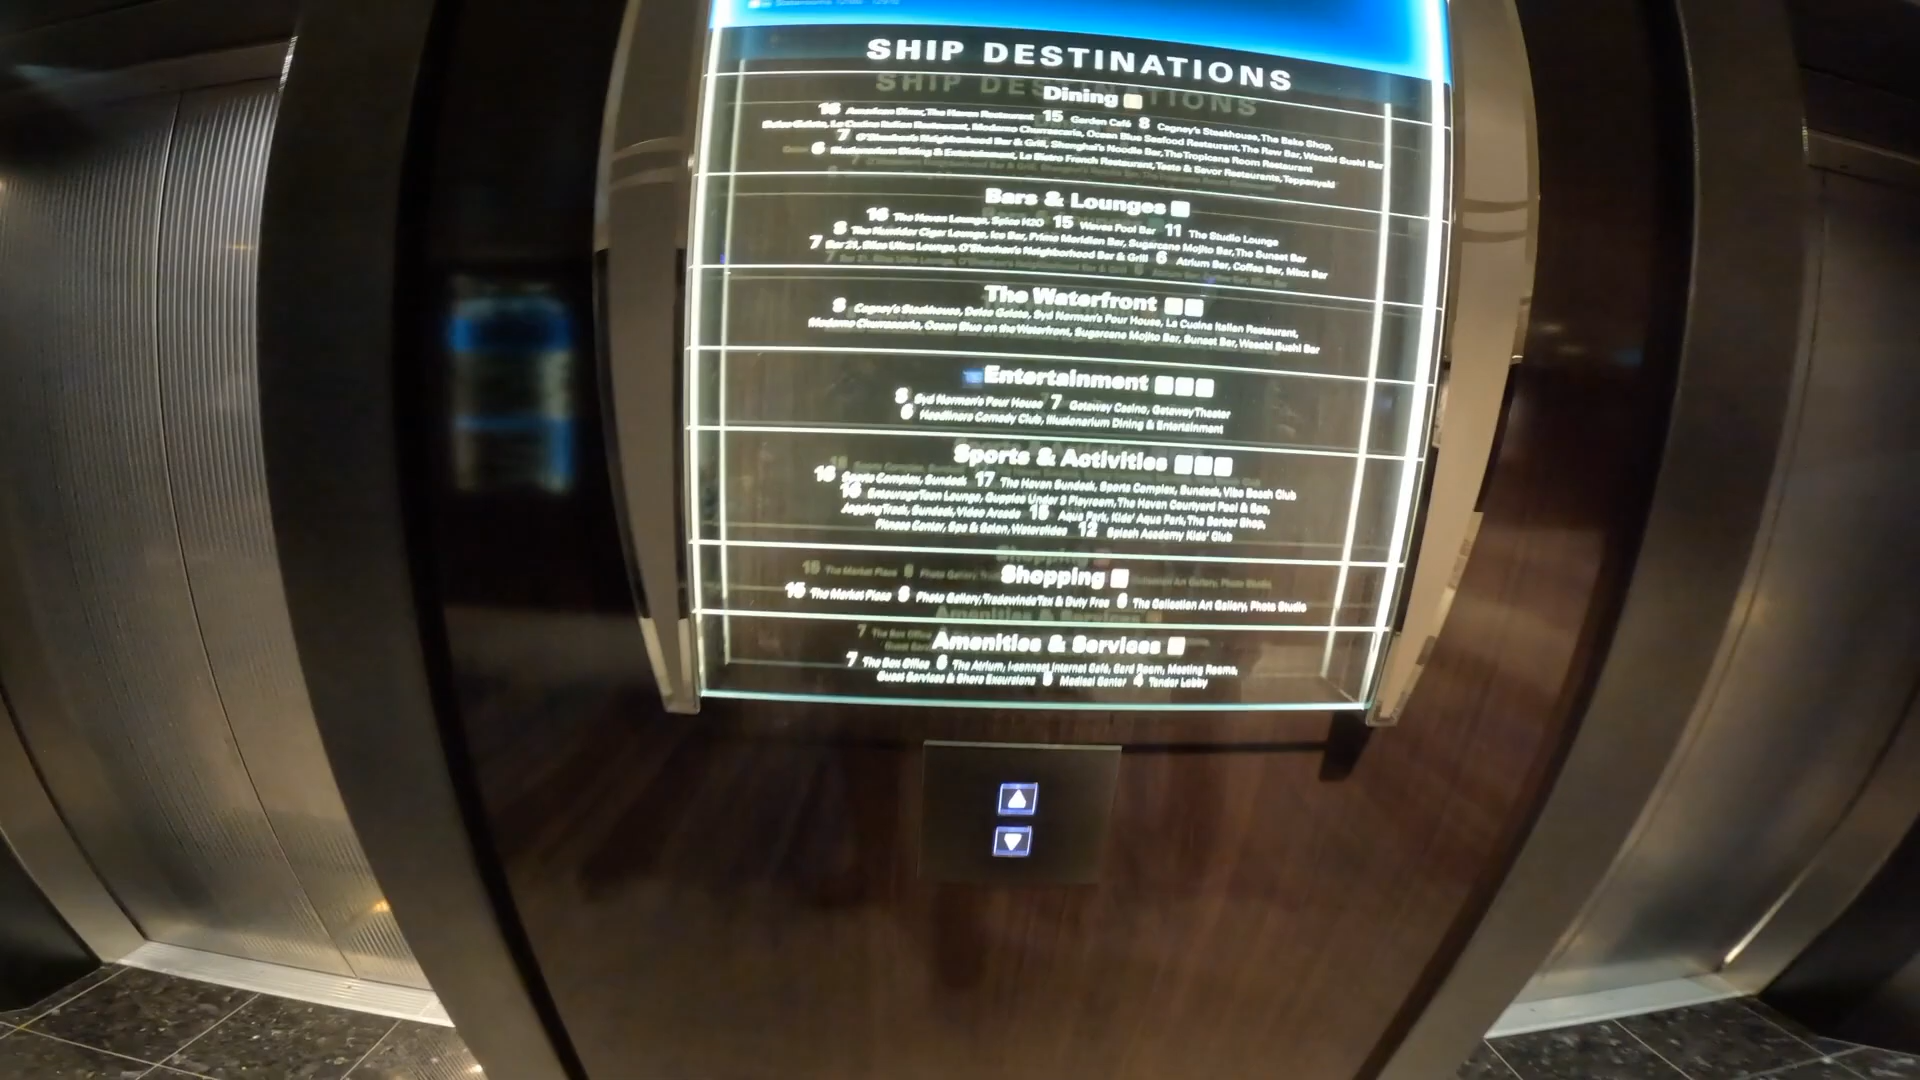 SHIP DESTINATIONS
Dining
16 American Diner, The Haven Restaurant 15 Garden Café 8 Cagney's Steakhouse, The Bake Shop,
Dolce Gelato, La Cucina Italian Restaurant, Moderno Churrascaria, Ocean Blue Seafood Restaurant, The Raw Bar, Wasabi Sushi Bar
7 O'Sheehan's Neighborhood Bar & Grill, Shanghai's Noodle Bar, The Tropicana Room Restaurant
6 Illusionarium Dining & Entertainment, Le Bistro French Restaurant, Taste & Savor Restaurants, Teppanyaki
Bars & Lounges
16 The Haven Lounge, Spice H2O 15 Waves Pool Bar 11 The Studio Lounge
8 The Humidor Cigar Lounge, Ice Bar, Prime Meridian Bar, Sugarcane Mojito Bar, The Sunset Bar
7 Bar 21, Bliss Ultra Lounge, O'Sheehan's Neighborhood Bar & Grill 6 Atrium Bar, Coffee Bar, Mixx Bar
The Waterfront
8 Cagney's Steakhouse, Dolce Gelato, Syd Norman's Pour House, La Cucina Italian Restaurant,
Moderno Churrascaria, Ocean Blue on the Waterfront, Sugarcane Mojito Bar, Sunset Bar, Wasabi Sushi Bar
Entertainment
8 Syd Norman's Pour House 7 Getaway Casino, Getaway Theater
6 Headliners Comedy Club, Illusionarium Dining & Entertainment
Sports & Activities
Sports Complex, Sundeck 17 The Haven Sundeck, Sports Complex, Sundeck, Vibe Beach Club
16 Entourage Teen Lounge, Guppies Under 3 Playroom, The Haven Courtyard Pool & Spa,
Jogging Track, Sundeck, Video Arcade 15 Aqua Park, Kids' Aqua Park, The Barber Shop,
Fitness Center, Spa & Salon, Waterslides 12 Splash Academy Kids' Club
Shopping
15 The Market Place 8 Photo Gallery, Tradewinds Tax & Duty Free 6 The Collection Art Gallery, Photo Studio
Amenities & Services
7 The Box Office 6 The Atrium, i-connect Internet Café, Card Room, Meeting Rooms,
Guest Services & Shore Excursions 5 Medical Center 4 Tender Lobby